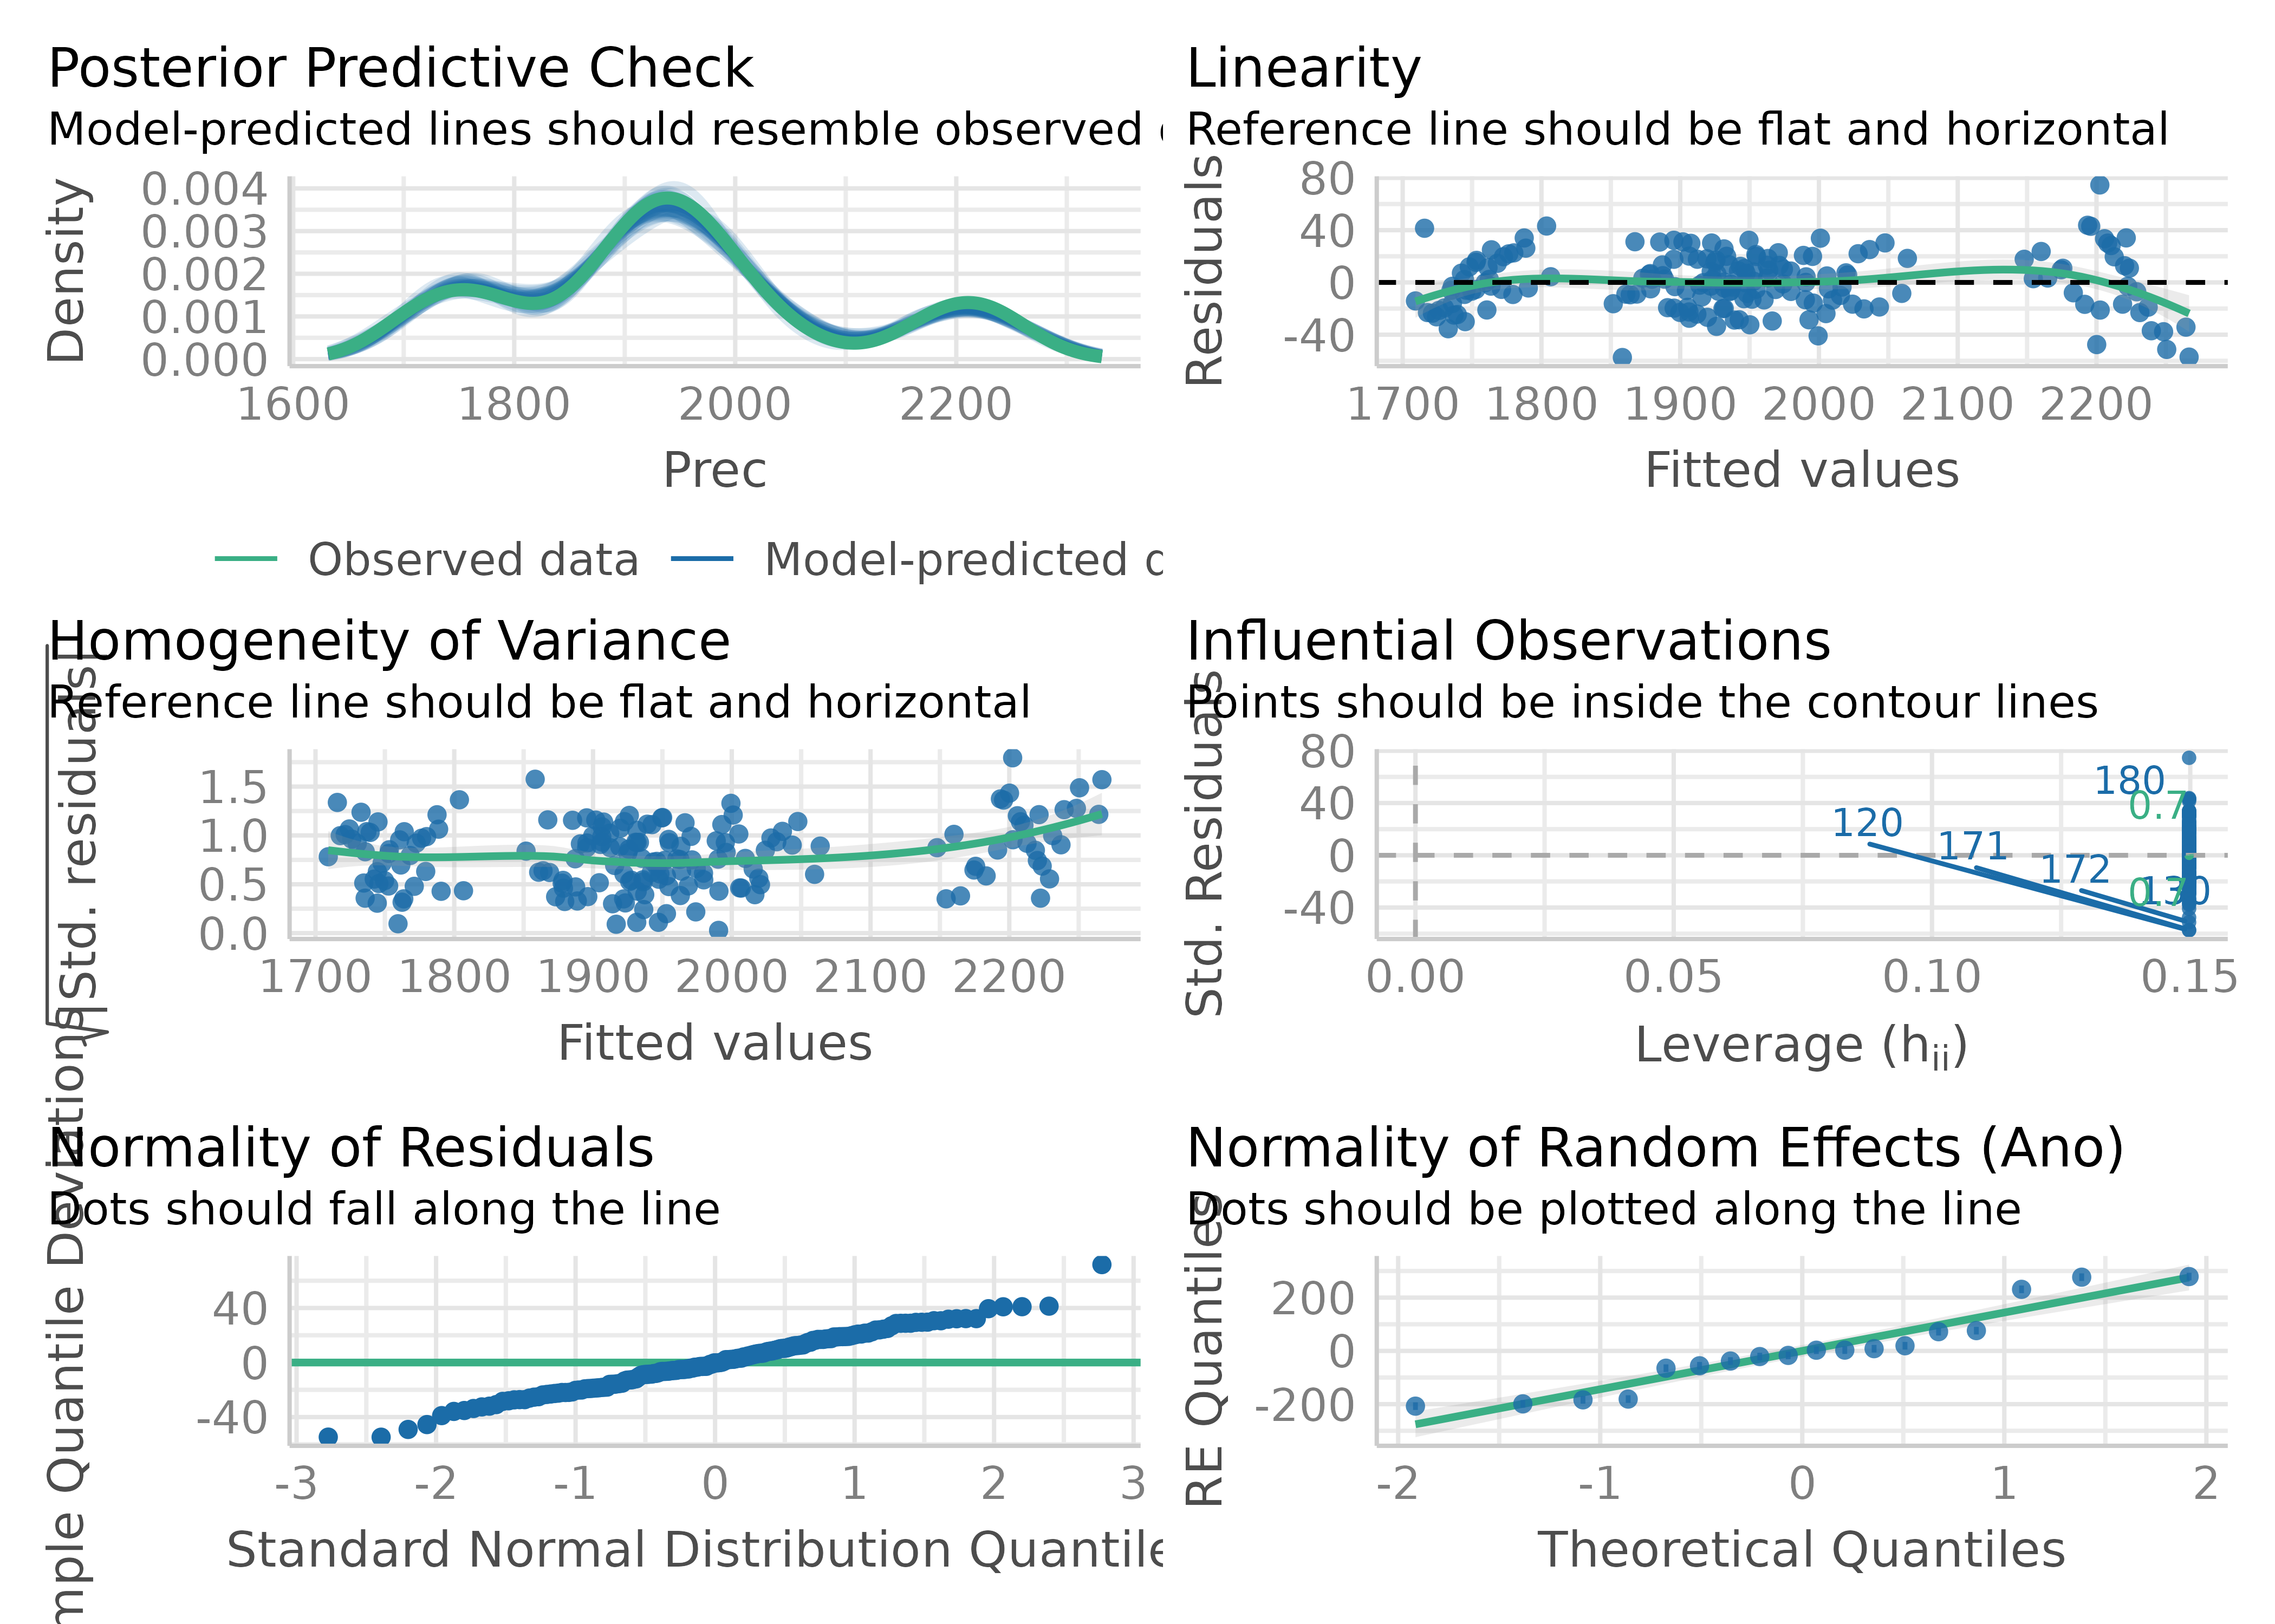 Posterior Predictive Check
Model-predicted lines should resemble observed
Density
0.004
0.003
0.002
0.001
0.000
1600 1800 2000 2200
Prec
Observed data Model-predicted
Linearity
Reference line should be flat and horizontal
Residuals
80
40
0
-40
1700 1800 1900 2000 2100 2200
Fitted values
Homogeneity of Variance
Reference line should be flat and horizontal
√|Std. residuals|
1.5
1.0
0.5
0.0
1700 1800 1900 2000 2100 2200
Fitted values
Influential Observations
Points should be inside the contour lines
Std. Residuals
80
40
0
-40
180
0.7
120
171
172
0.7
130
0.00 0.05 0.10 0.15
Leverage (hii)
Normality of Residuals
Dots should fall along the line
Quantile Deviations
40
0
-40
-3 -2 -1 0 1 2 3
Standard Normal Distribution
Normality of Random Effects (Ano)
Dots should be plotted along the line
RE Quantiles
200
0
-200
-2 -1 0 1 2
Theoretical Quantiles